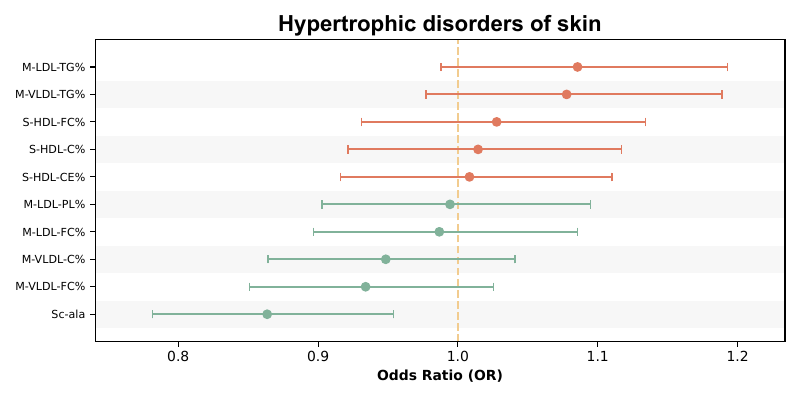 Hypertrophic disorders of skin
M-LDL-TG%
M-VLDL-TG%
S-HDL-FC%
S-HDL-C%
S-HDL-CE%
M-LDL-PL%
M-LDL-FC%
M-VLDL-C%
M-VLDL-FC%
Sc-ala
0.8 0.9 1.0 1.1 1.2
Odds Ratio (OR)